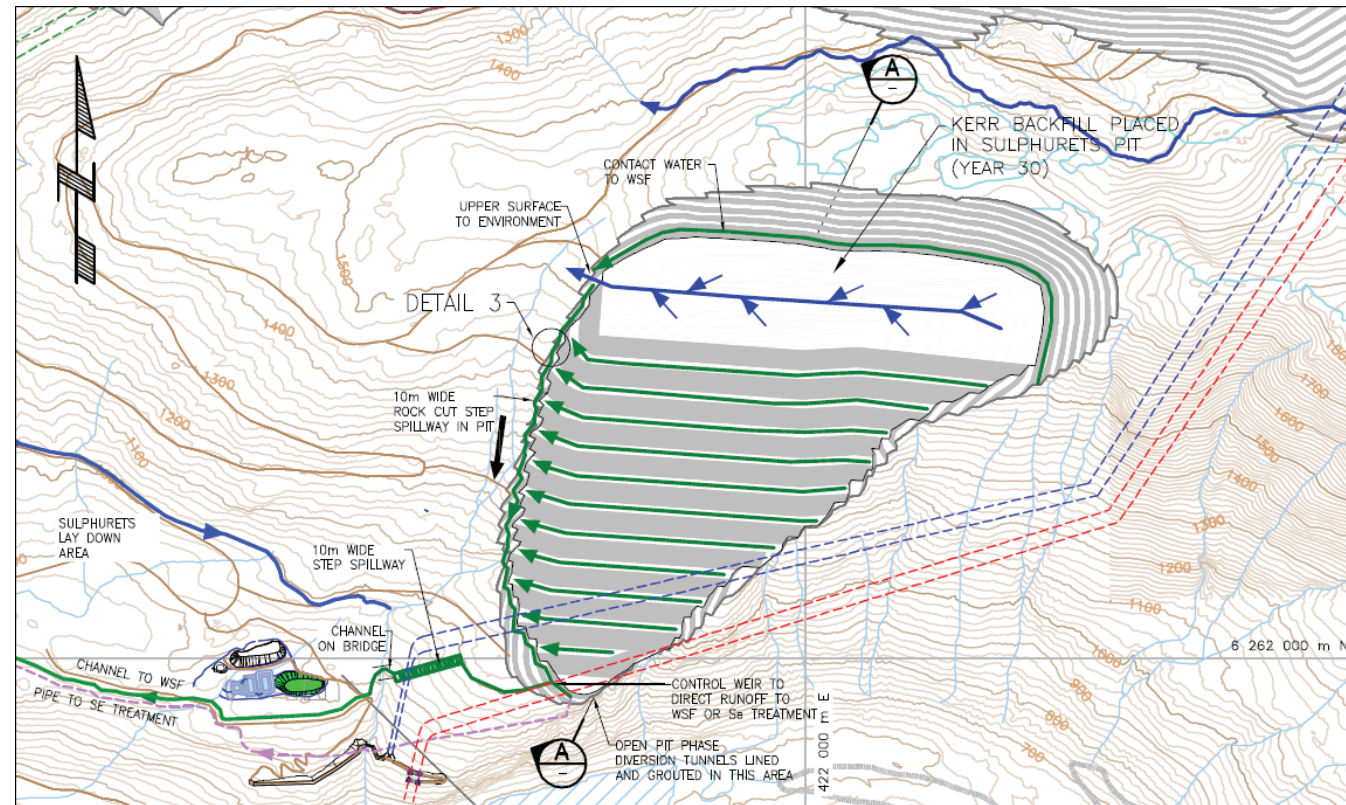 1300
1400
A
-
KERR BACKFILL PLACED
IN SULPHURETS PIT
(YEAR 30)
CONTACT WATER
TO WSF
UPPER SURFACE
TO ENVIRONMENT
1500
DETAIL 3
1400
1300
1200
1100
10m WIDE
ROCK CUT STEP
SPILLWAY IN PIT
1700
1600
1500
1400
1300
1200
1100
1000
900
800
700
SULPHURETS
LAY DOWN
AREA
10m WIDE
STEP SPILLWAY
CHANNEL
ON BRIDGE
CHANNEL TO WSF
PIPE TO SE TREATMENT
6 262 000 m N
CONTROL WEIR TO
DIRECT RUNOFF TO
WSF OR Se TREATMENT
OPEN PIT PHASE
DIVERSION TUNNELS LINED
AND GROUTED IN THIS AREA
A
-
422 000 m E